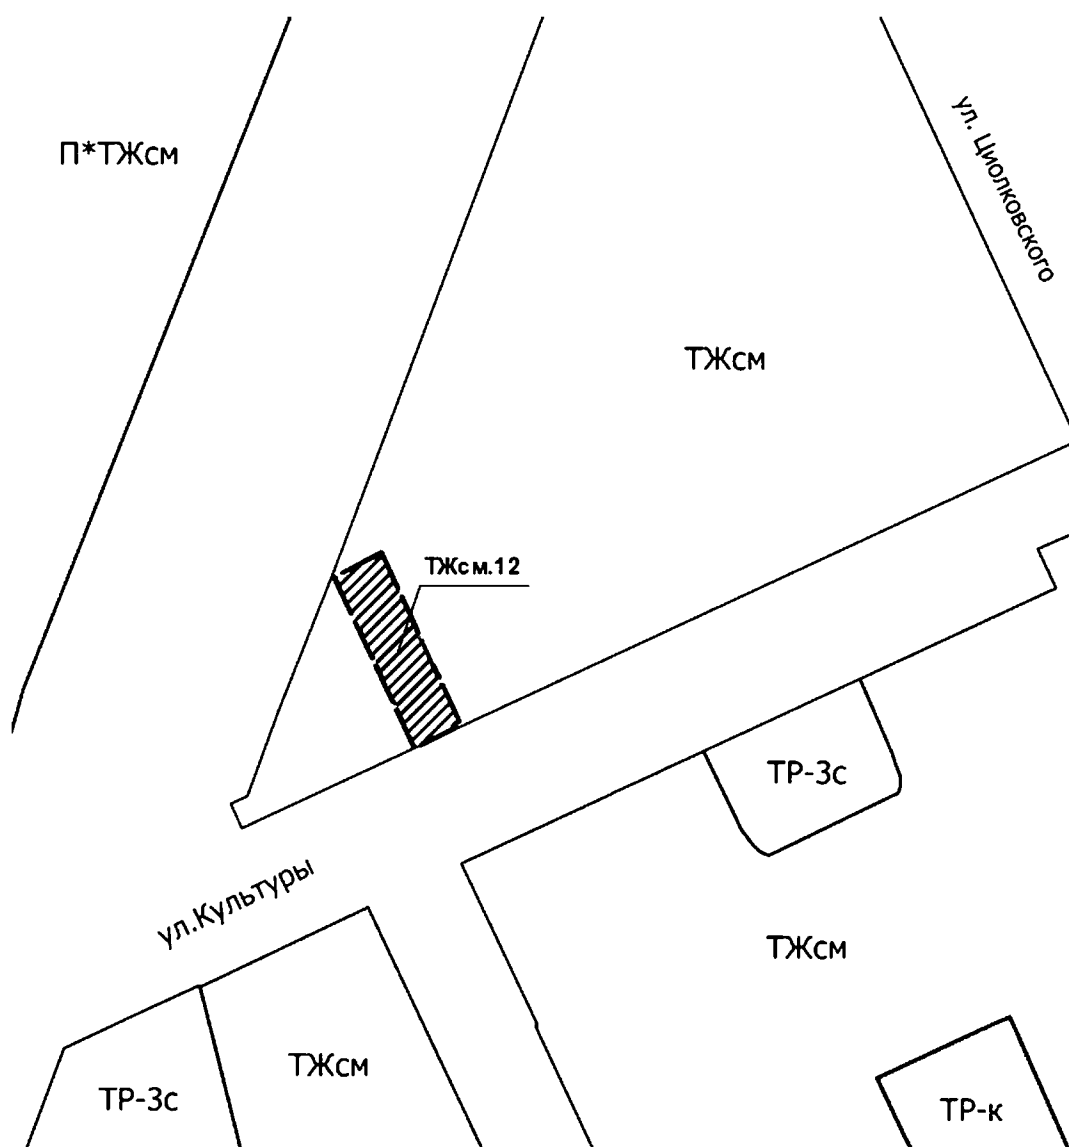 П*ТЖсм
ул. Циолковского
ТЖсм
ТЖсм.12
ТР-3с
ул.Культуры
ТЖсм
ТЖсм
ТР-3с
ТР-к